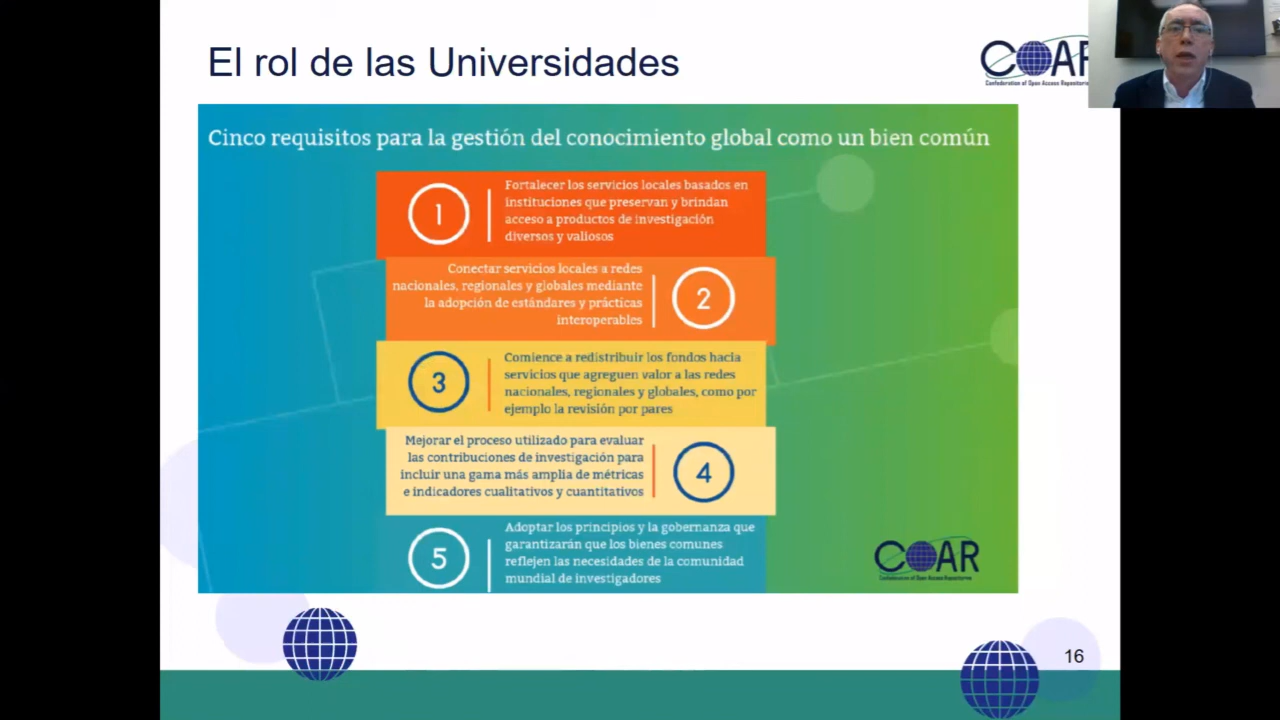 El rol de las Universidades
COAR
Confederation of Open Access Repositories
Cinco requisitos para la gestión del conocimiento global como un bien común
1
Fortalecer los servicios locales basados en
instituciones que preservan y brindan
acceso a productos de investigación
diversos y valiosos
Conectar servicios locales a redes
nacionales, regionales y globales mediante
la adopción de estándares y prácticas
interoperables
2
3
Comience a redistribuir los fondos hacia
servicios que agreguen valor a las redes
nacionales, regionales y globales, como por
ejemplo la revisión por pares
Mejorar el proceso utilizado para evaluar
las contribuciones de investigación para
incluir una gama más amplia de métricas
e indicadores cualitativos y cuantitativos
4
5
Adoptar los principios y la gobernanza que
garantizarán que los bienes comunes
reflejen las necesidades de la comunidad
mundial de investigadores
COAR
Confederation of Open Access Repositories
16